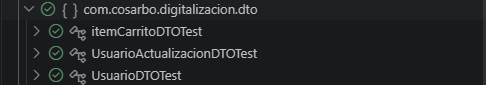 { } com.cosarbo.digitalizacion.dto
itemCarritoDTOTest
UsuarioActualizacionDTOTest
UsuarioDTOTest